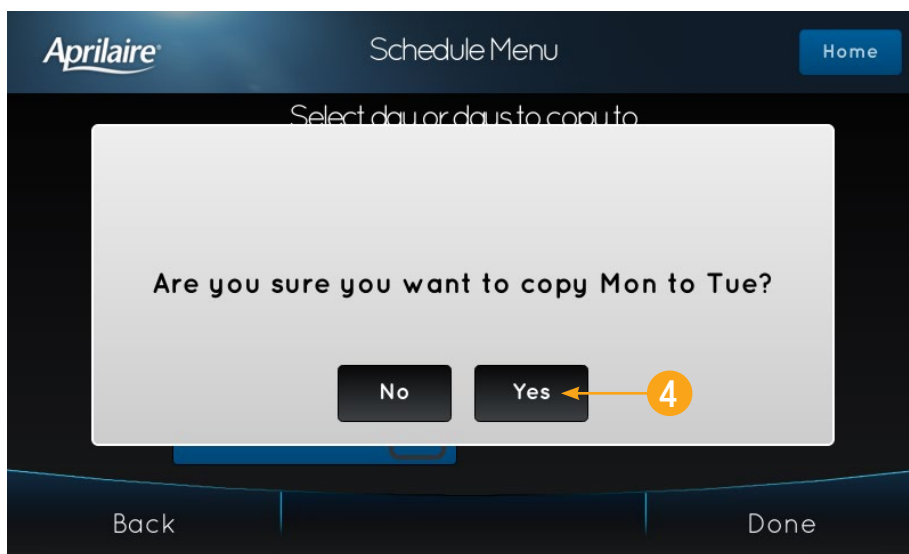 Aprilaire®
Schedule Menu
Home
Select day or days to copy to
Are you sure you want to copy Mon to Tue?
No
Yes
4
Back
Done